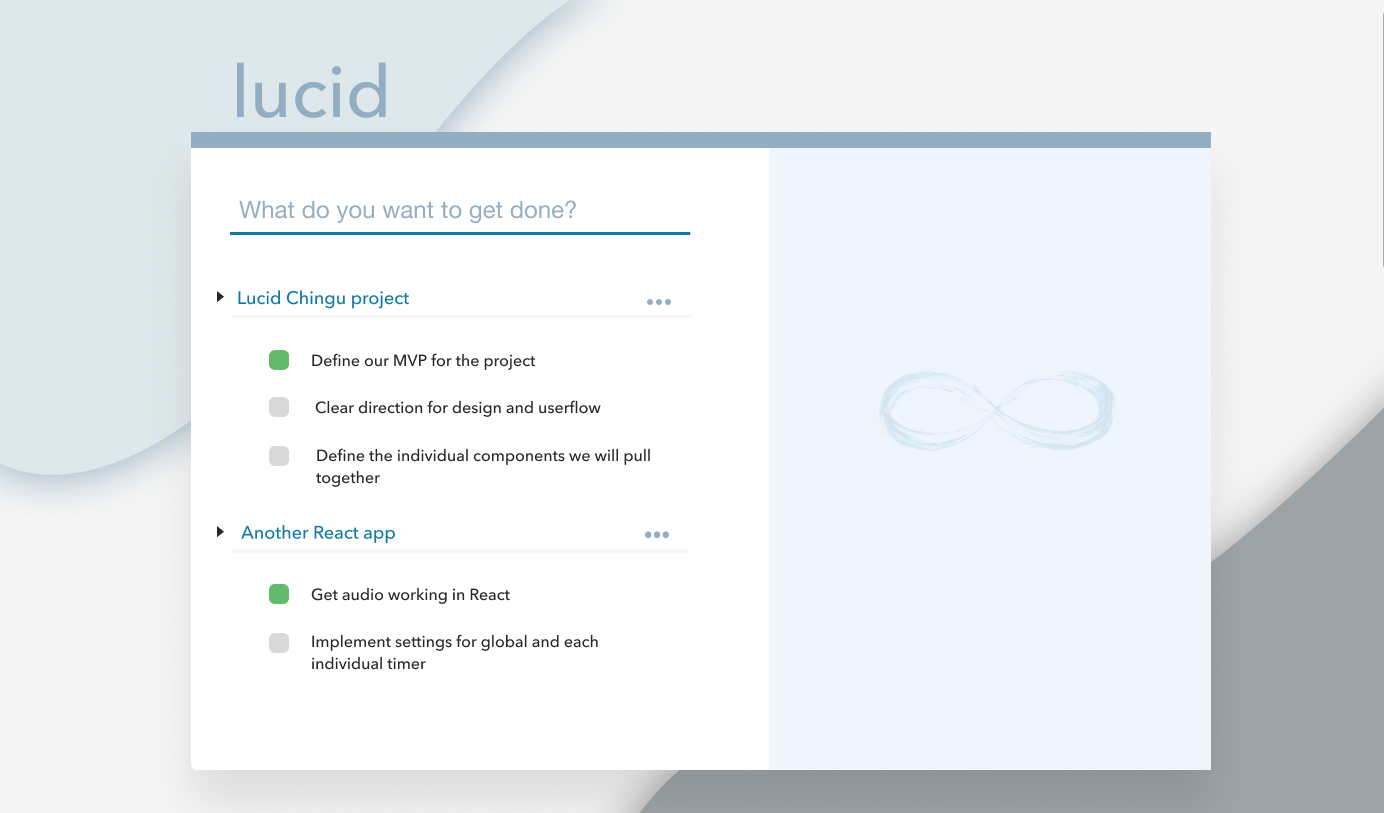 lucid
What do you want to get done?
Lucid Chingu project
Define our MVP for the project
Clear direction for design and userflow
Define the individual components we will pull
together
Another React app
Get audio working in React
Implement settings for global and each
individual timer